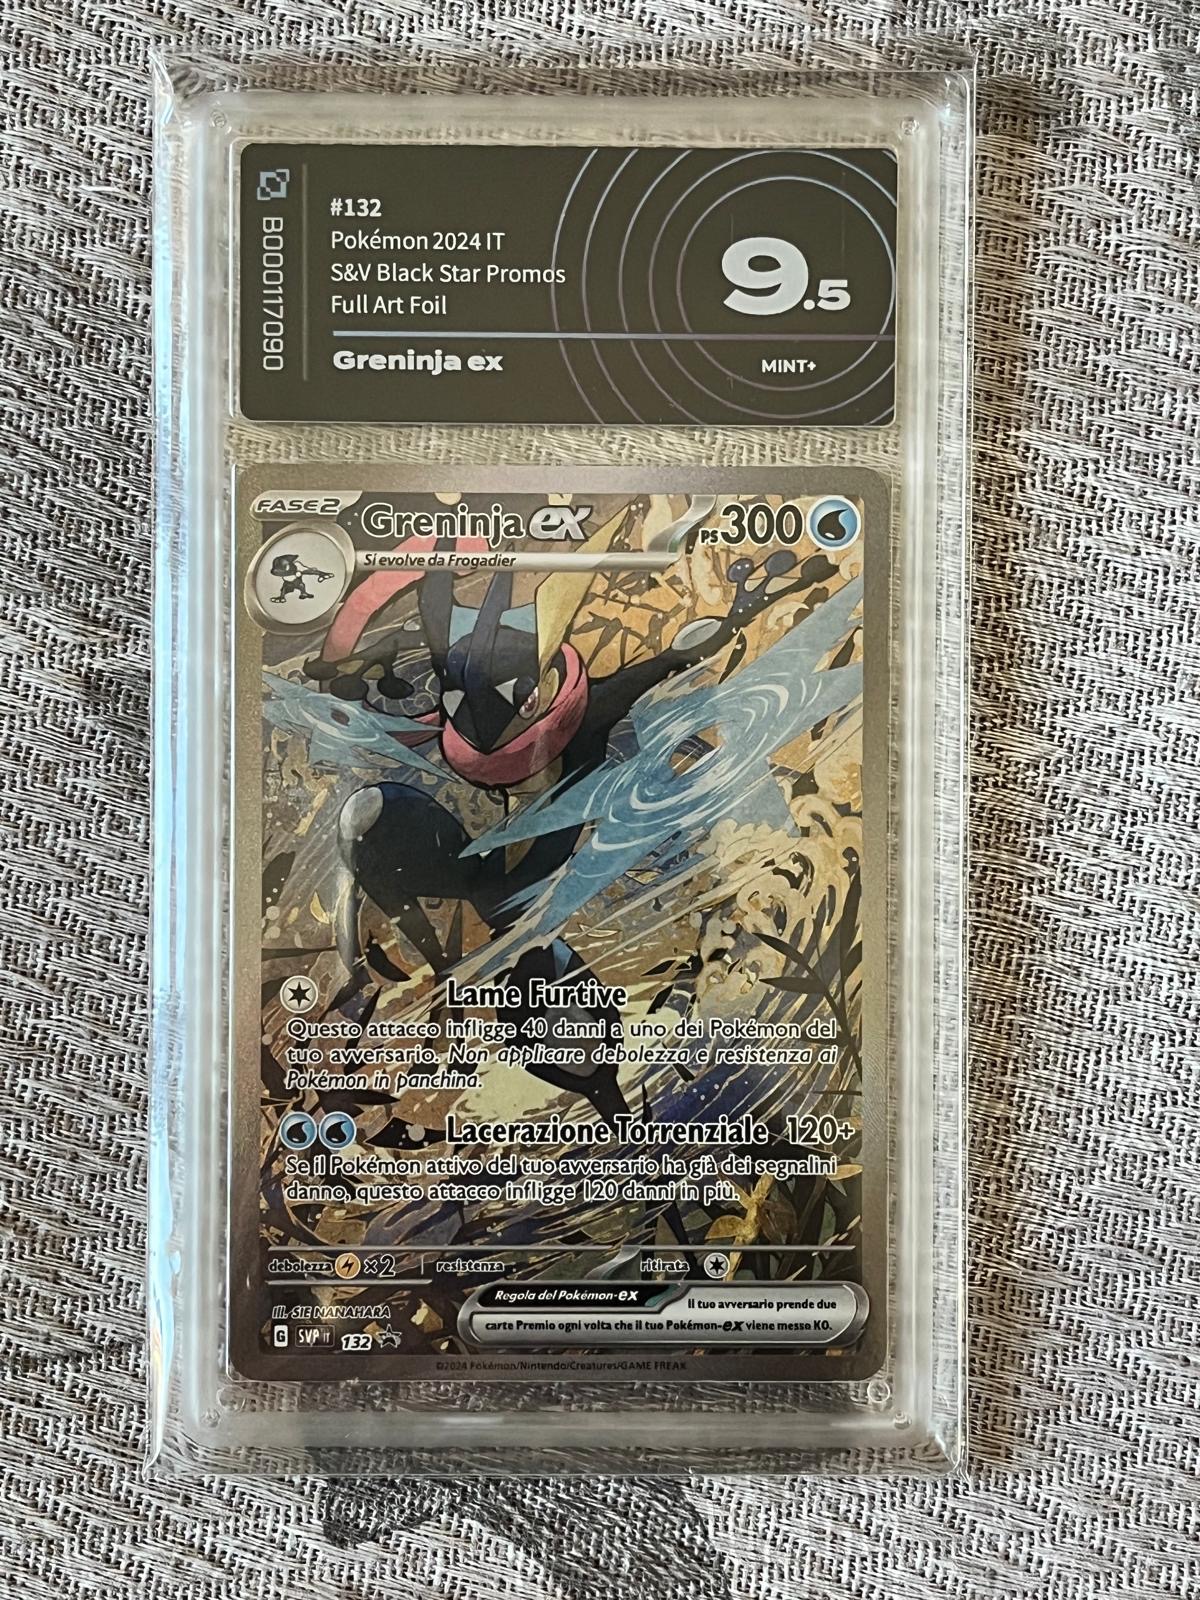 B000117090
#132
Pokémon 2024 IT
S&V Black Star Promos
Full Art Foil
Greninja ex
9.5
MINT+
FASE 2
Greninja ex
PS 300
Si evolve da Frogadier
Lame Furtive
Questo attacco infligge 40 danni a uno dei Pokémon del
tuo avversario. Non applicare debolezza e resistenza ai
Pokémon in panchina.
Lacerazione Torrenziale 120+
Se il Pokémon attivo del tuo avversario ha già dei segnalini
danno, questo attacco infligge 120 danni in più.
debolezza ×2 resistenza ritirata
Regola del Pokémon-ex
Il tuo avversario prende due
carte Premio ogni volta che il tuo Pokémon-ex viene messo KO.
Ill. SIE NANAHARA
G SVP IT 132
©2024 Pokémon/Nintendo/Creatures/GAME FREAK